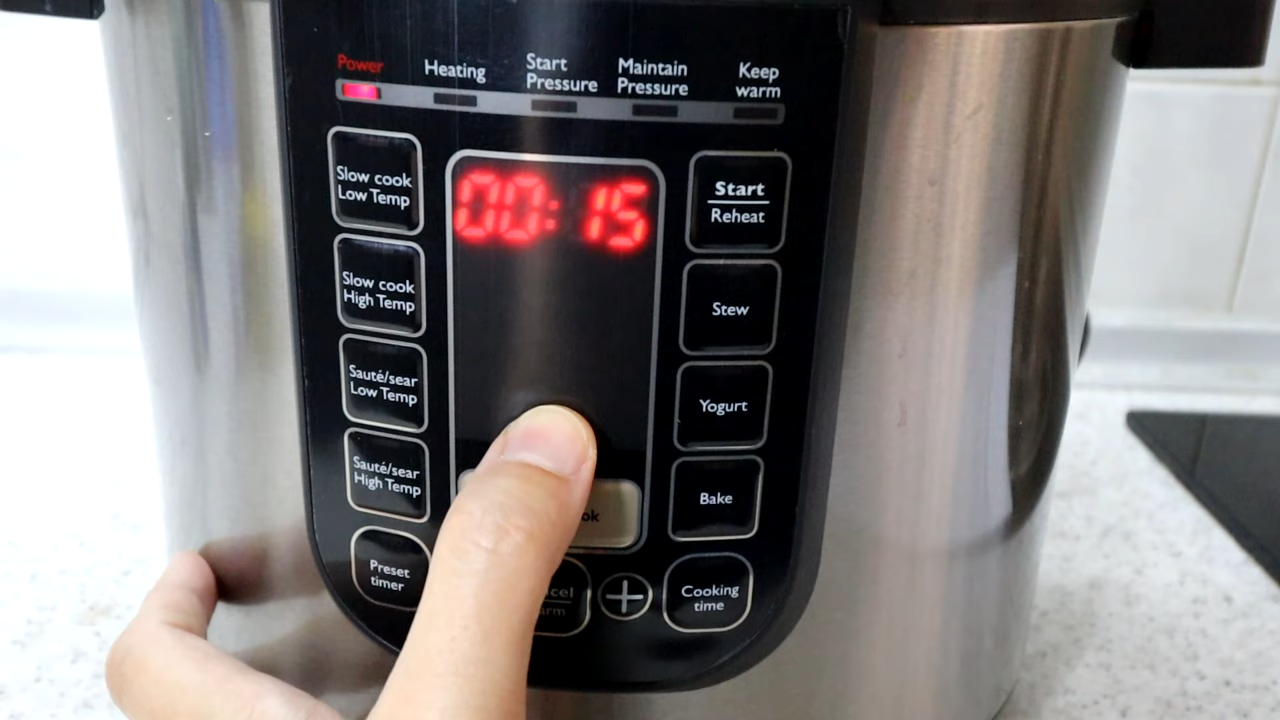 Power
Heating
Start
Pressure
Maintain
Pressure
Keep
warm
Slow cook
Low Temp
00:15
Start
Reheat
Slow cook
High Temp
Stew
Sauté/sear
Low Temp
Yogurt
Sauté/sear
High Temp
Bake
Preset
timer
+
Cooking
time